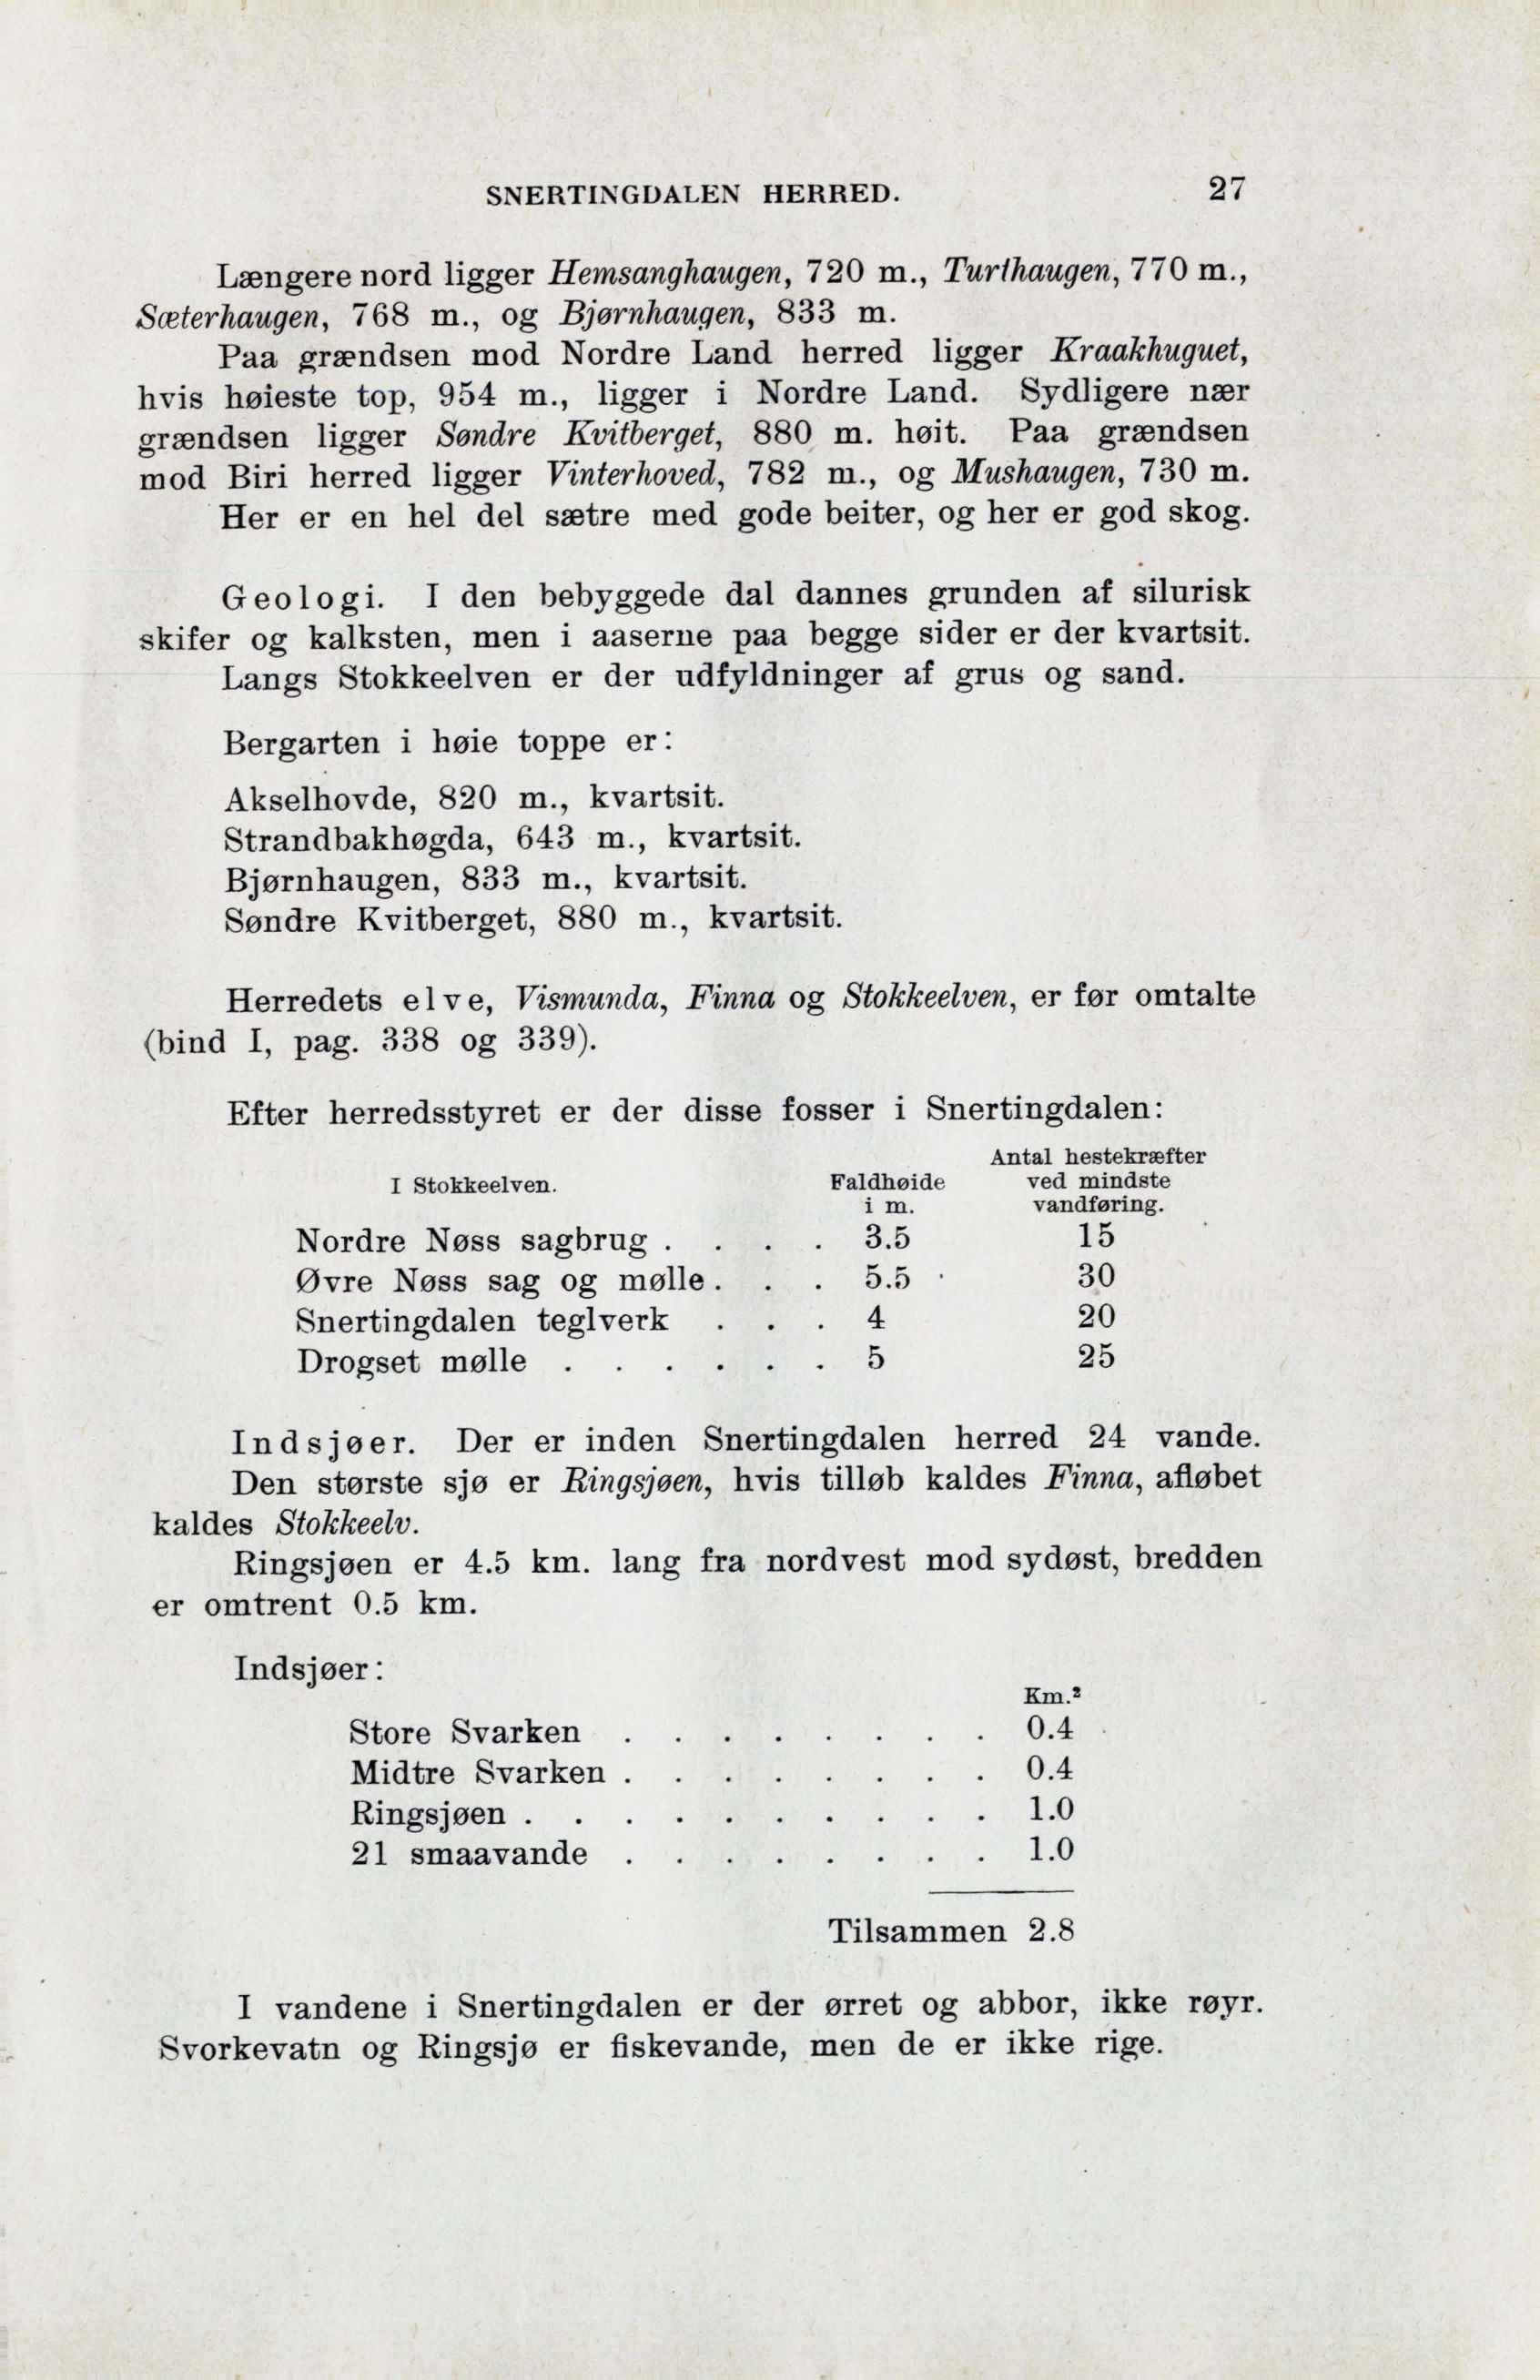 SNERTINGDALEN HERRED. 27
Længere nord ligger Hemsanghaugen, 720 m., Turthaugen, 770 m.,
Sæterhaugen, 768 m., og Bjørnhaugen, 833 m.
Paa grændsen mod Nordre Land herred ligger Kraakhuguet,
hvis høieste top, 954 m., ligger i Nordre Land. Sydligere nær
grændsen ligger Søndre Kvitberget, 880 m. høit. Paa grændsen
mod Biri herred ligger Vinterhoved, 782 m., og Mushaugen, 730 m.
Her er en hel del sætre med gode beiter, og her er god skog.
Geologi. I den bebyggede dal dannes grunden af silurisk
skifer og kalksten, men i aaserne paa begge sider er der kvartsit.
Langs Stokkeelven er der udfyldninger af grus og sand.
Bergarten i høie toppe er:
Akselhovde, 820 m., kvartsit.
Strandbakhøgda, 643 m., kvartsit.
Bjørnhaugen, 833 m., kvartsit.
Søndre Kvitberget, 880 m., kvartsit.
Herredets elve, Vismunda, Finna og Stokkeelven, er før omtalte
(bind I, pag. 338 og 339).
Efter herredsstyret er der disse fosser i Snertingdalen:
Antal hestekræfter
I Stokkeelven. Faldhøide ved mindste
i m. vandføring.
Nordre Nøss sagbrug . . . . 3.5 15
Øvre Nøss sag og mølle . . . 5.5 30
Snertingdalen teglverk . . . 4 20
Drogset mølle . . . . . . 5 25
Indsjøer. Der er inden Snertingdalen herred 24 vande.
Den største sjø er Ringsjøen, hvis tilløb kaldes Finna, afløbet
kaldes Stokkeelv.
Ringsjøen er 4.5 km. lang fra nordvest mod sydøst, bredden
er omtrent 0.5 km.
Indsjøer:
Km.²
Store Svarken . . . . . . . . 0.4
Midtre Svarken . . . . . . . . 0.4
Ringsjøen . . . . . . . . . . 1.0
21 smaavande . . . . . . . . 1.0
Tilsammen 2.8
I vandene i Snertingdalen er der ørret og abbor, ikke røyr.
Svorkevatn og Ringsjø er fiskevande, men de er ikke rige.